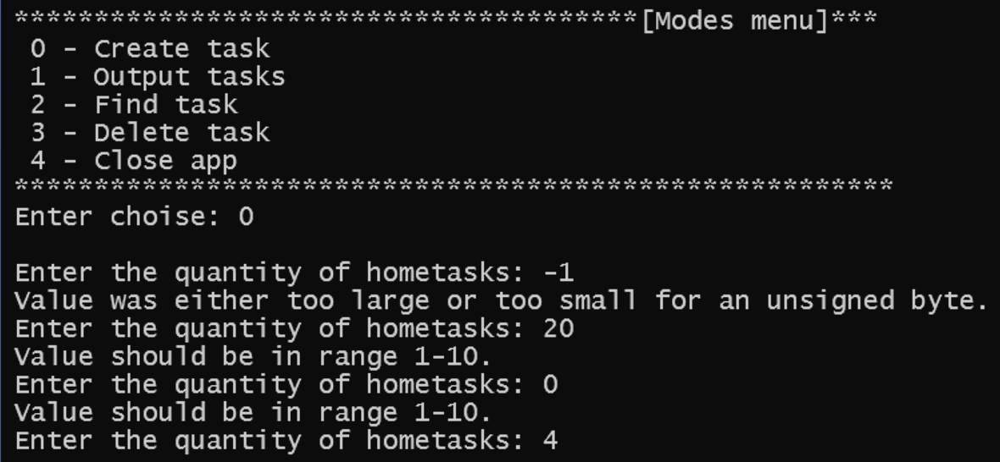 ***************************************[Modes menu]***
 0 - Create task
 1 - Output tasks
 2 - Find task
 3 - Delete task
 4 - Close app
*******************************************************
Enter choise: 0

Enter the quantity of hometasks: -1
Value was either too large or too small for an unsigned byte.
Enter the quantity of hometasks: 20
Value should be in range 1-10.
Enter the quantity of hometasks: 0
Value should be in range 1-10.
Enter the quantity of hometasks: 4